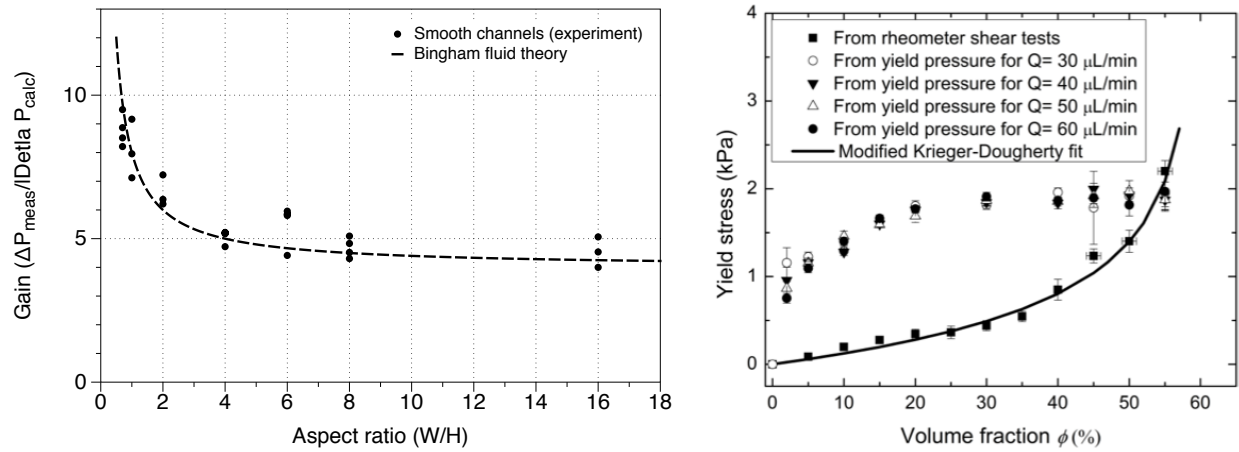 Smooth channels (experiment)
Bingham fluid theory
10
5
0
0 2 4 6 8 10 12 14 16 18
Gain (ΔPmeas/lDetla Pcalc)
Aspect ratio (W/H)
From rheometer shear tests
From yield pressure for Q= 30 μL/min
From yield pressure for Q= 40 μL/min
From yield pressure for Q= 50 μL/min
From yield pressure for Q= 60 μL/min
Modified Krieger-Dougherty fit
4
3
2
1
0
0 10 20 30 40 50 60
Yield stress (kPa)
Volume fraction ϕ (%)